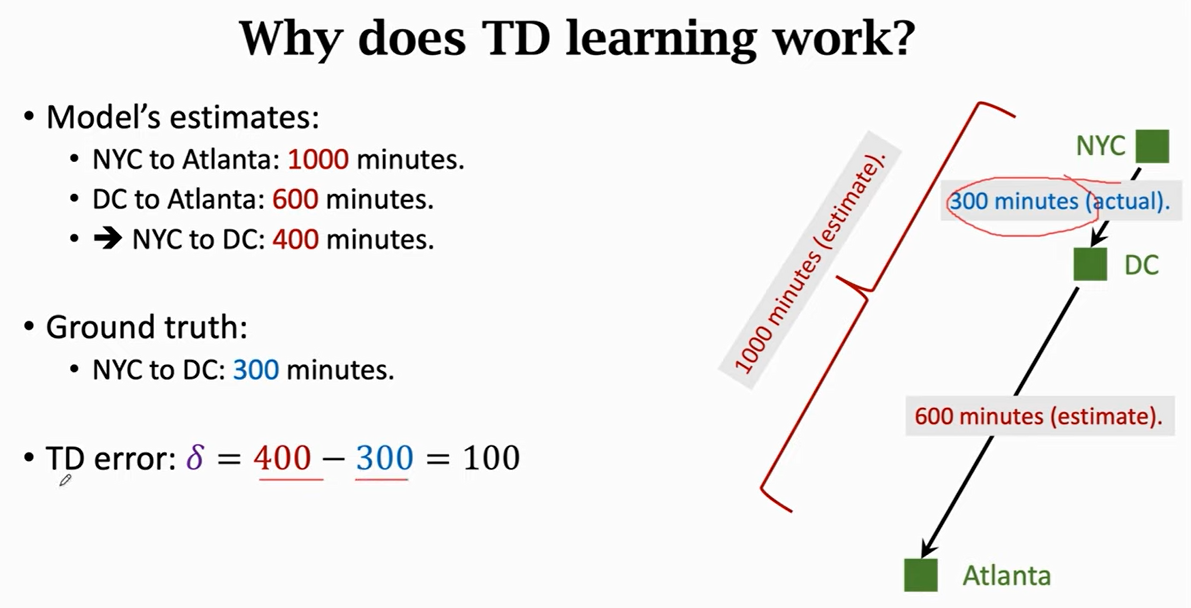 Why does TD learning work?
• Model's estimates:
• NYC to Atlanta: 1000 minutes.
• DC to Atlanta: 600 minutes.
• ➔ NYC to DC: 400 minutes.
• Ground truth:
• NYC to DC: 300 minutes.
• TD error: δ = 400 − 300 = 100
NYC
300 minutes (actual).
DC
1000 minutes (estimate).
600 minutes (estimate).
Atlanta